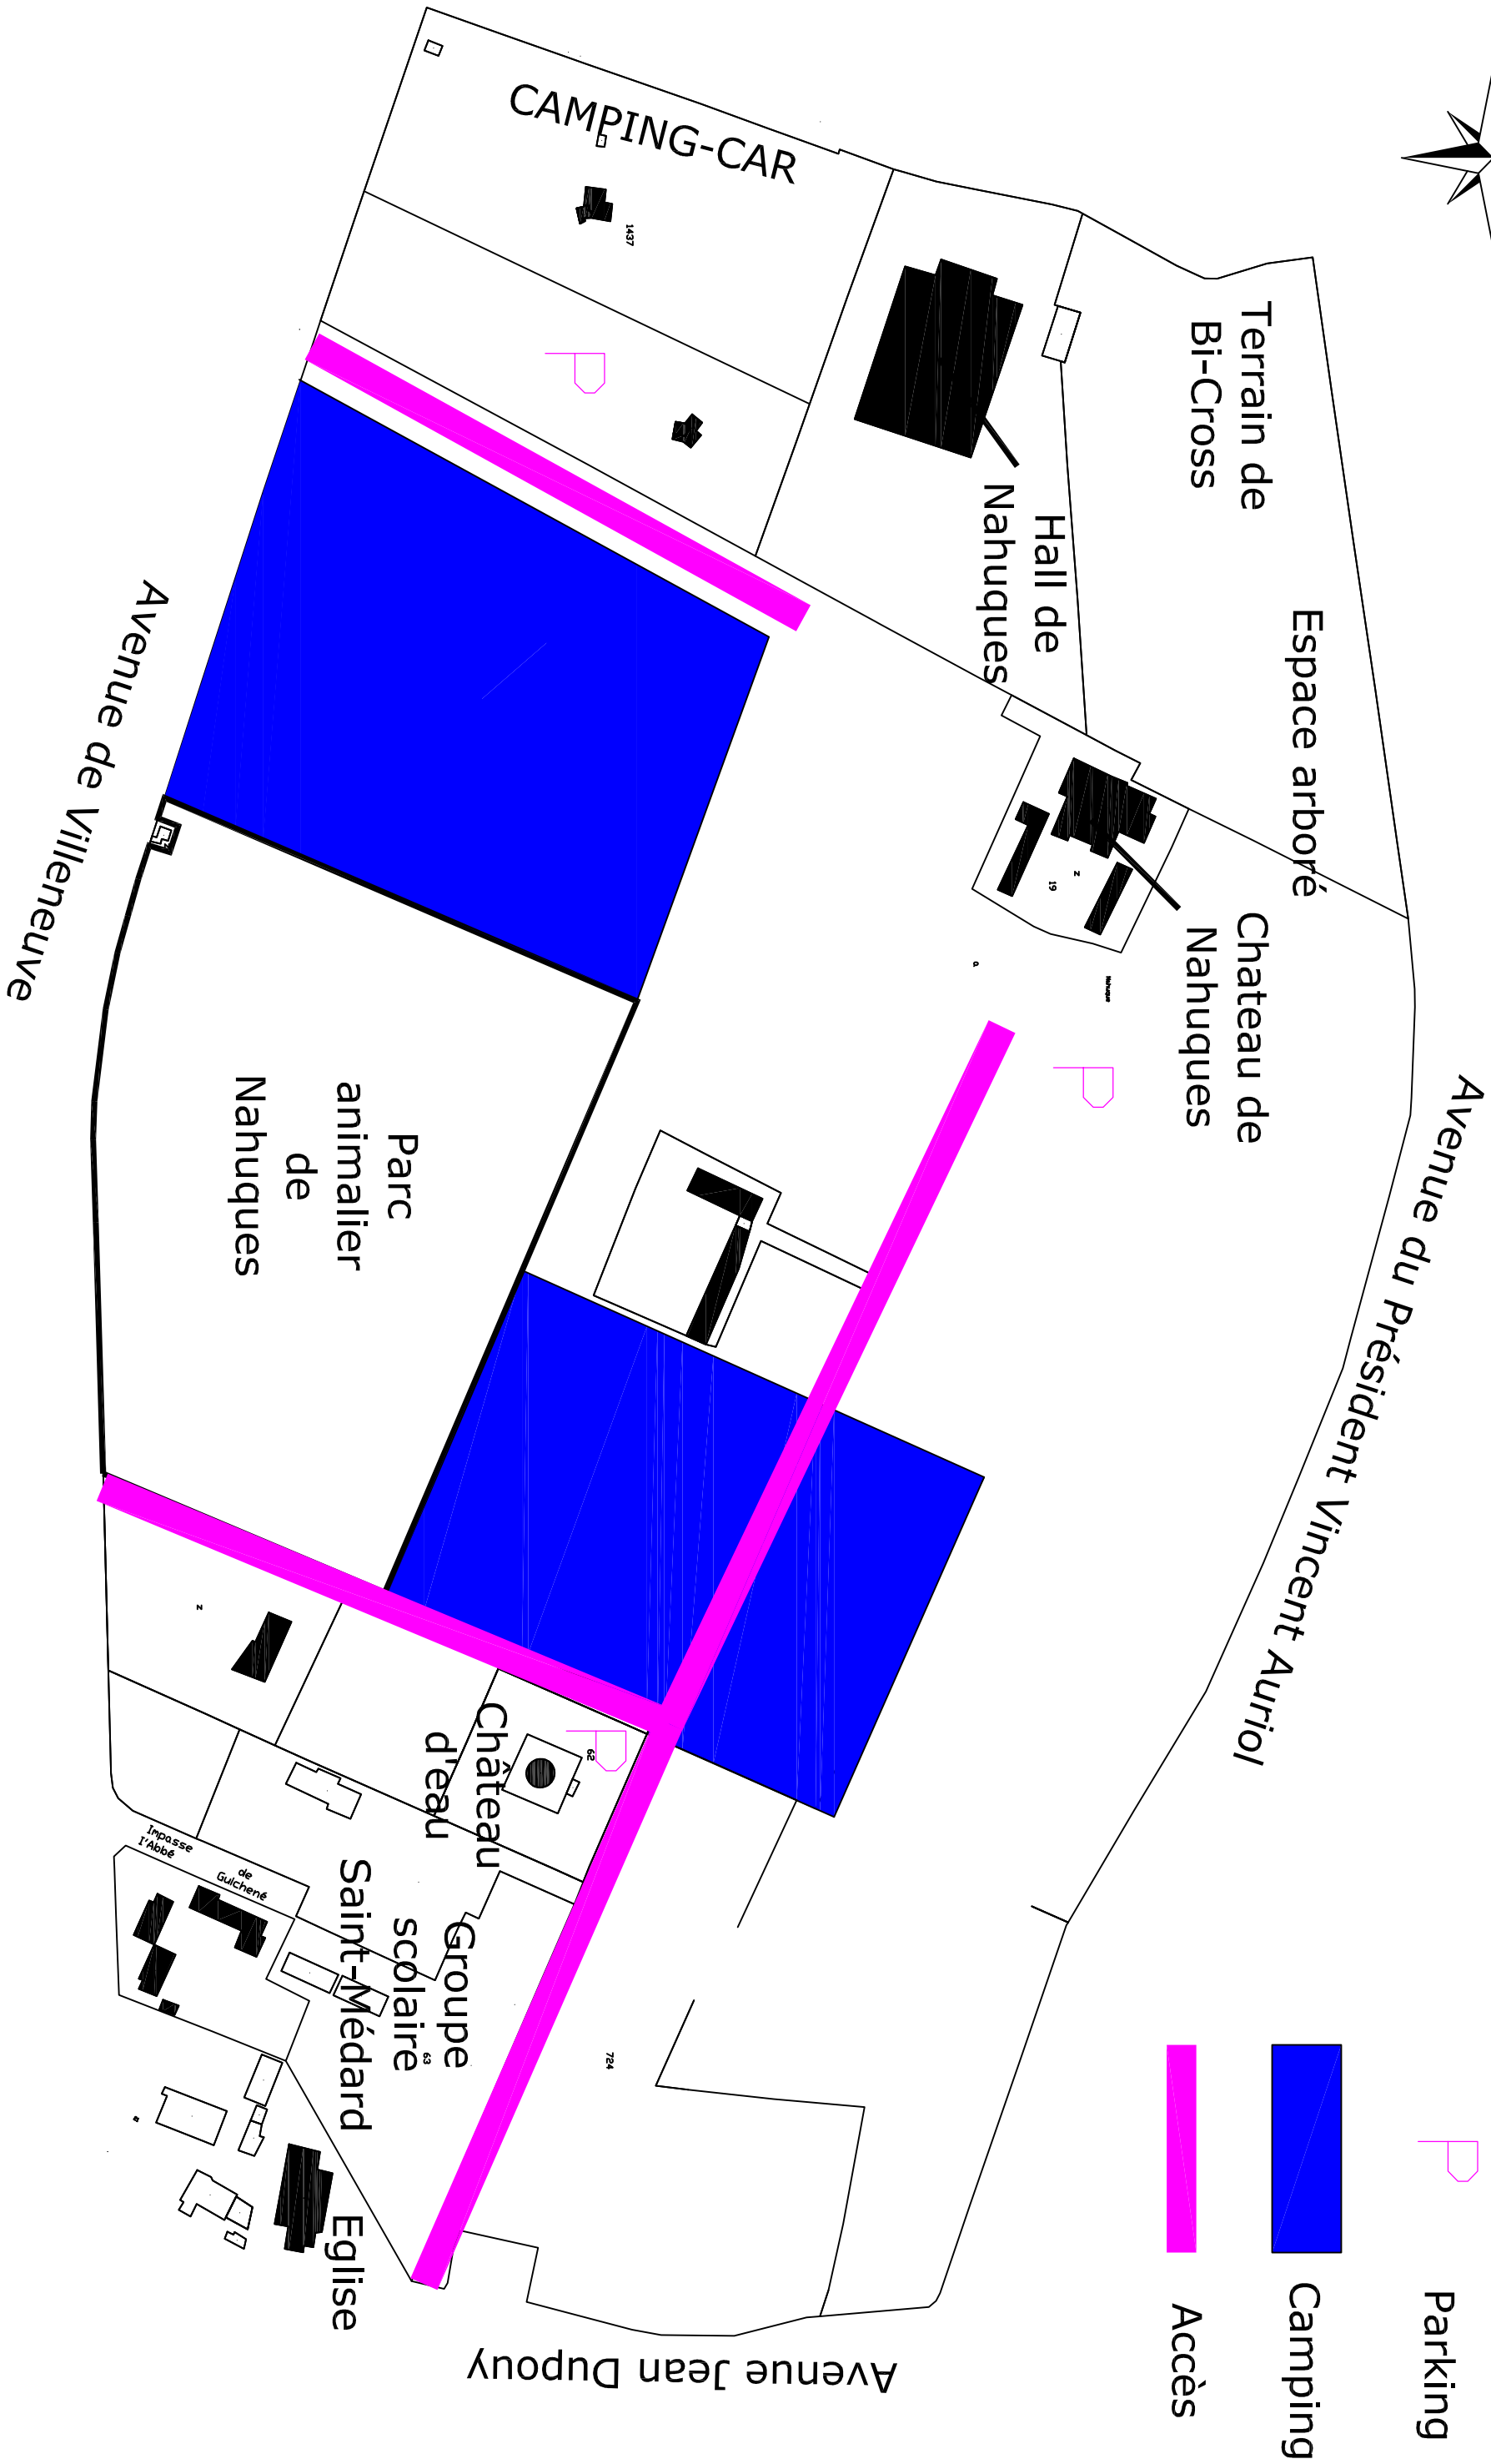 CAMPING-CAR
1437
P
Terrain de
Bi-Cross
Hall de
Nahuques
Espace arboré
Chateau de
Nahuques
N
19
Nahuque
P
Avenue de Villeneuve
Avenue du Président Vincent Auriol
Parc
animalier
de
Nahuques
N
Château
d'eau
62
P
Impasse
l'Abbé
de
Guichené
Groupe
scolaire
Saint-Médard
63
724
Eglise
Avenue Jean Dupouy
P
Parking
Camping
Accès